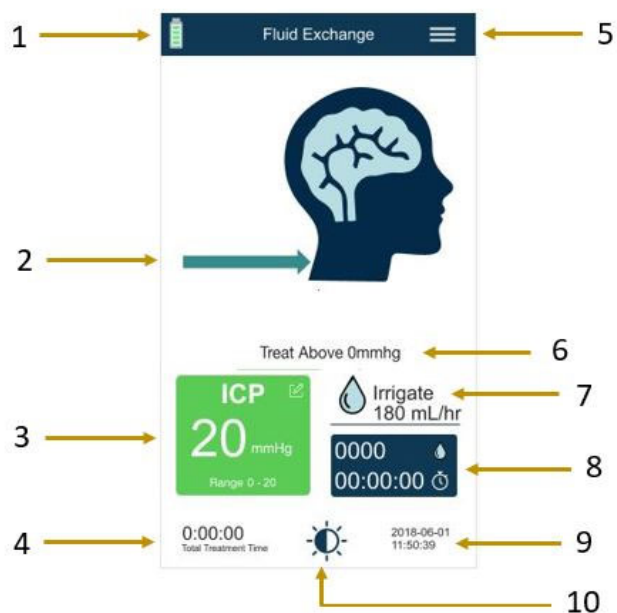 1
Fluid Exchange
5
2
Treat Above 0mmhg
6
ICP
20 mmHg
Range 0 - 20
3
Irrigate
180 mL/hr
7
0000
00:00:00
8
4
0:00:00
Total Treatment Time
2018-06-01
11:50:39
9
10